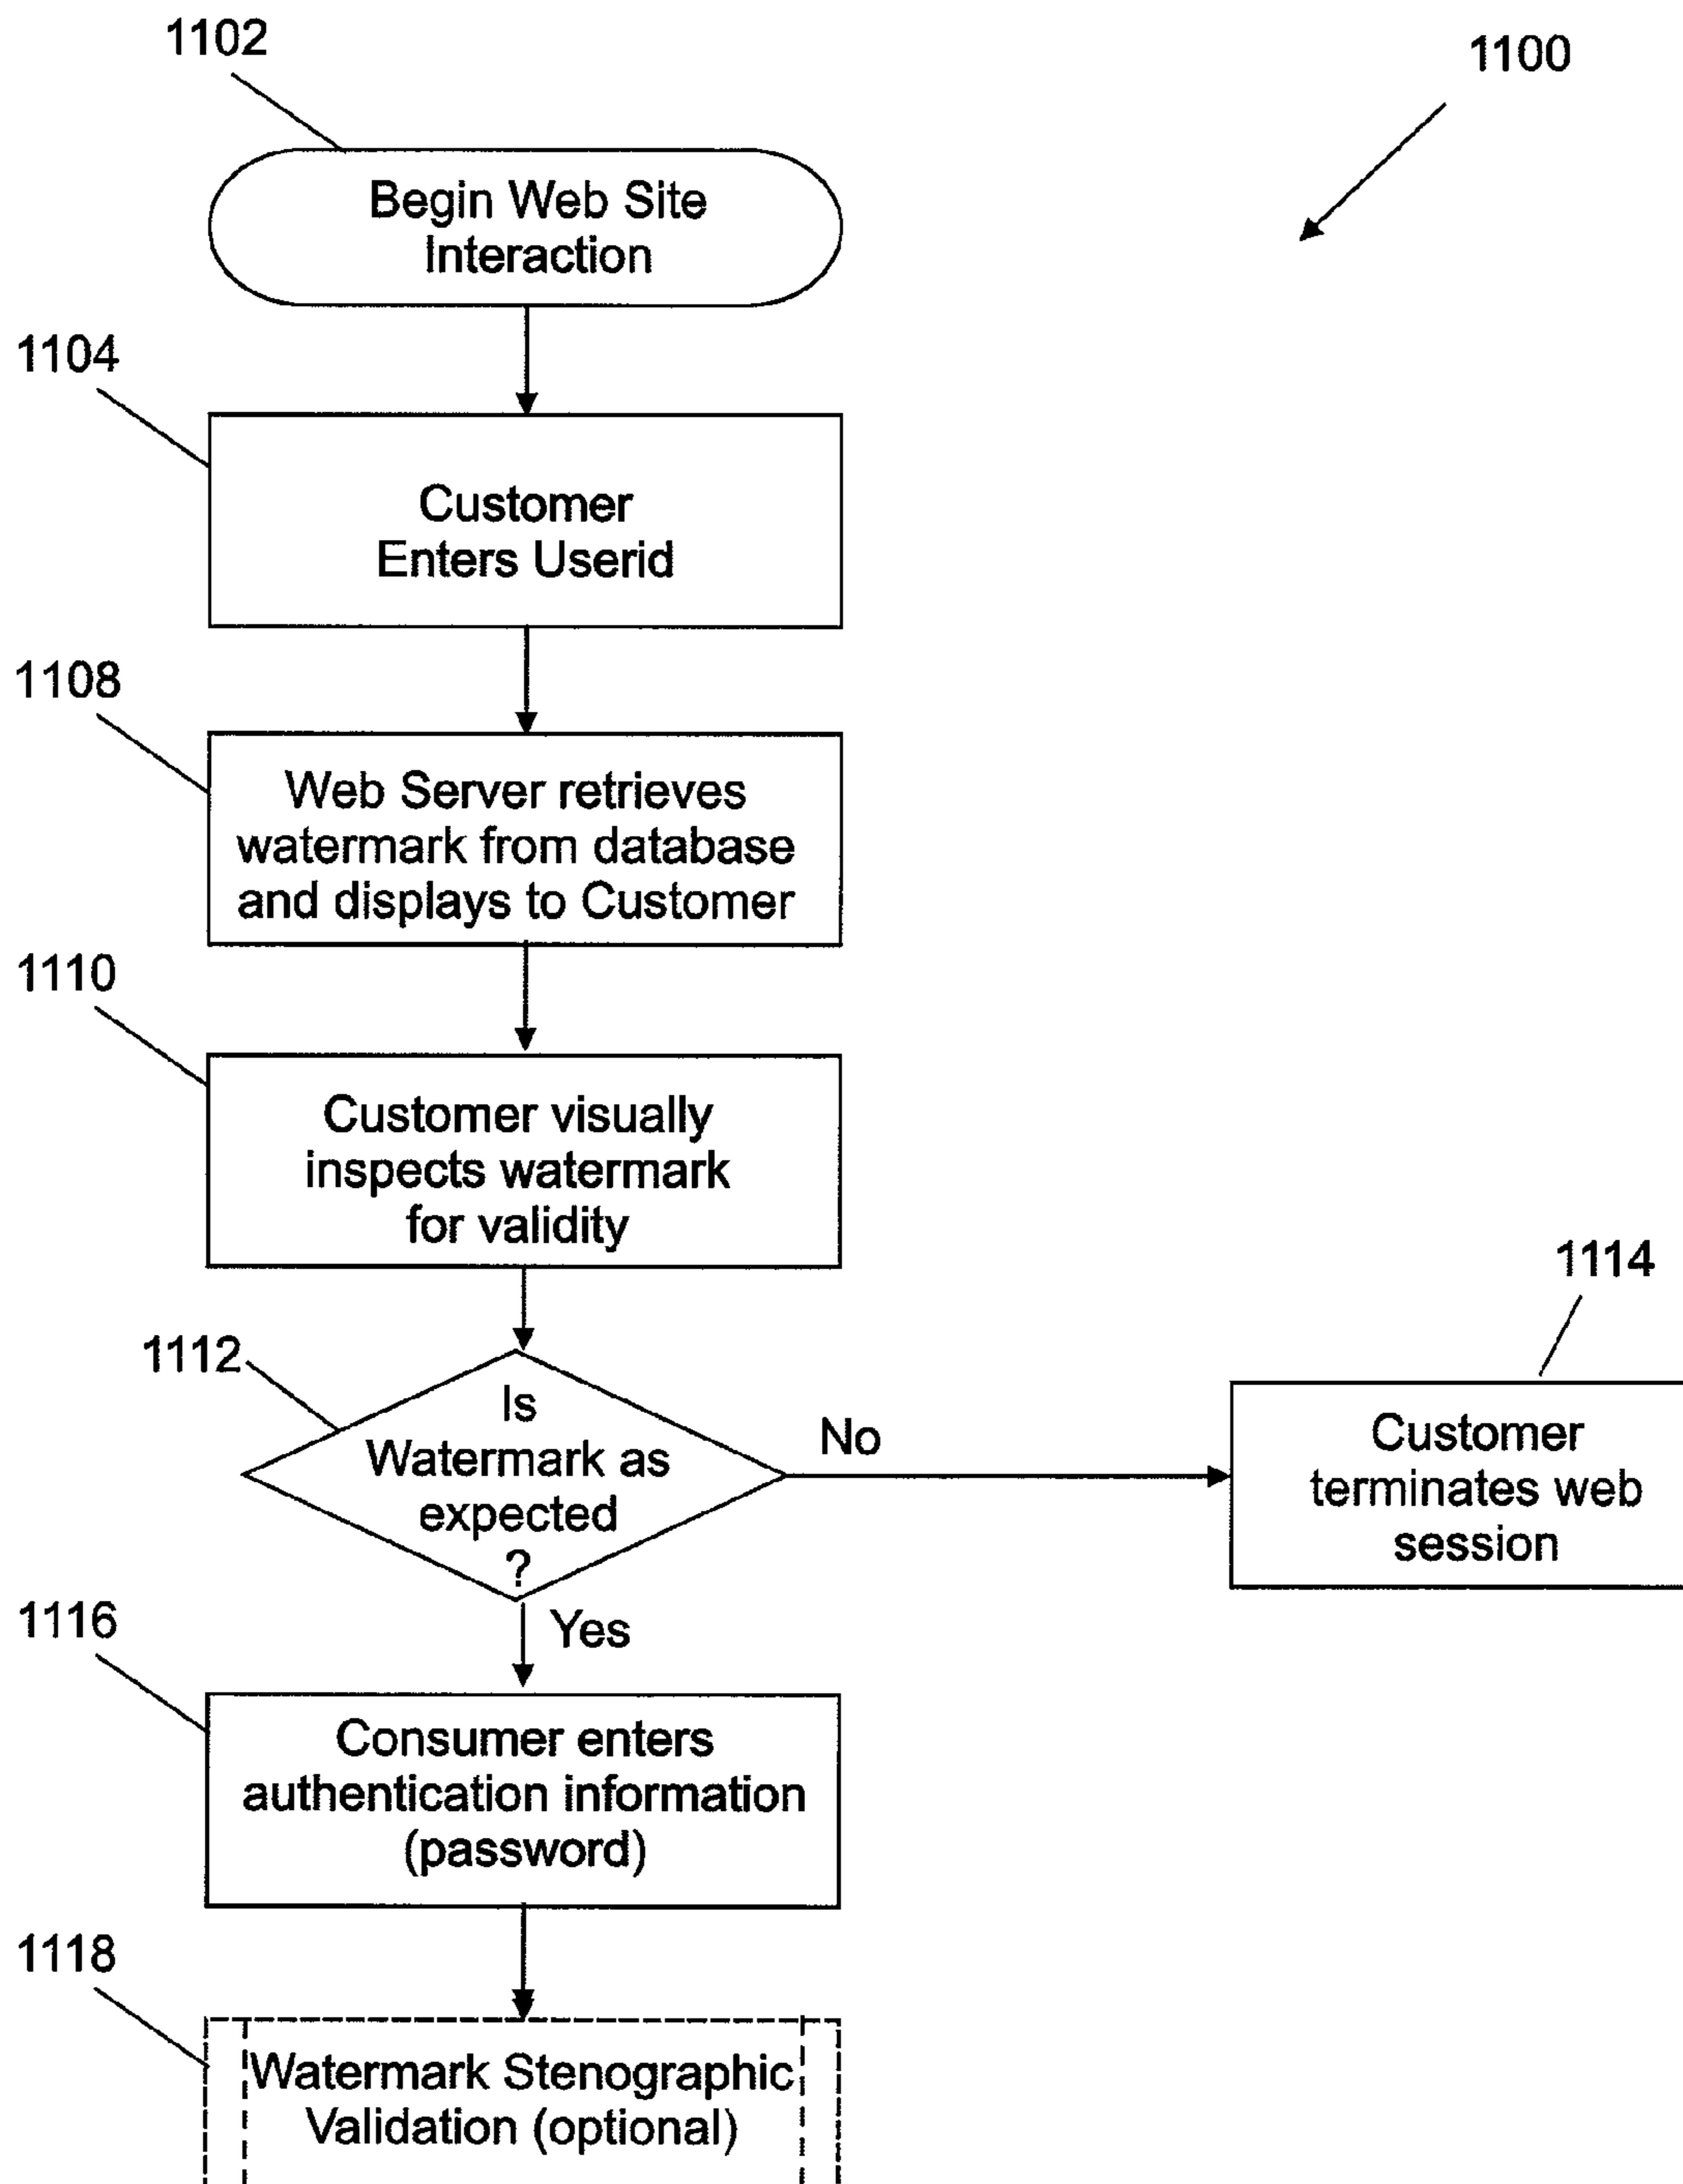 1102
1100
Begin Web Site
Interaction
1104
Customer
Enters Userid
1108
Web Server retrieves
watermark from database
and displays to Customer
1110
Customer visually
inspects watermark
for validity
1112
Is
Watermark as
expected
?
No
1114
Customer
terminates web
session
Yes
1116
Consumer enters
authentication information
(password)
1118
Watermark Stenographic
Validation (optional)